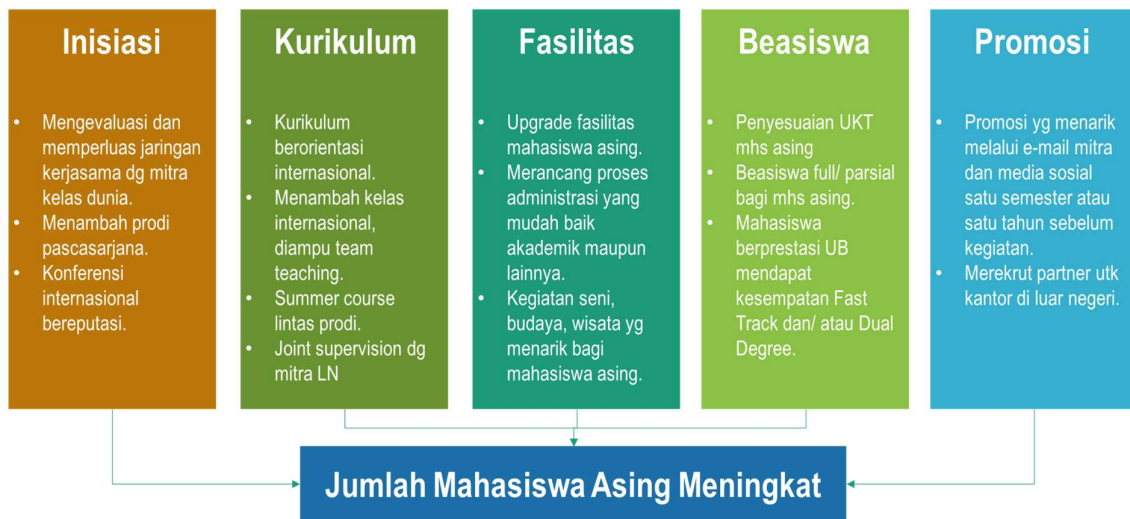 Inisiasi
Mengevaluasi dan
memperluas jaringan
kerjasama dg mitra
kelas dunia.
Menambah prodi
pascasarjana.
Konferensi
internasional
bereputasi.
Kurikulum
Kurikulum
berorientasi
internasional.
Menambah kelas
internasional,
diampu team
teaching.
Summer course
lintas prodi.
Joint supervision dg
mitra LN
Fasilitas
Upgrade fasilitas
mahasiswa asing.
Merancang proses
administrasi yang
mudah baik
akademik maupun
lainnya.
Kegiatan seni,
budaya, wisata yg
menarik bagi
mahasiswa asing.
Beasiswa
Penyesuaian UKT
mhs asing
Beasiswa full/ parsial
bagi mhs asing.
Mahasiswa
berprestasi UB
mendapat
kesempatan Fast
Track dan/ atau Dual
Degree.
Promosi
Promosi yg menarik
melalui e-mail mitra
dan media sosial
satu semester atau
satu tahun sebelum
kegiatan.
Merekrut partner utk
kantor di luar negeri.
Jumlah Mahasiswa Asing Meningkat